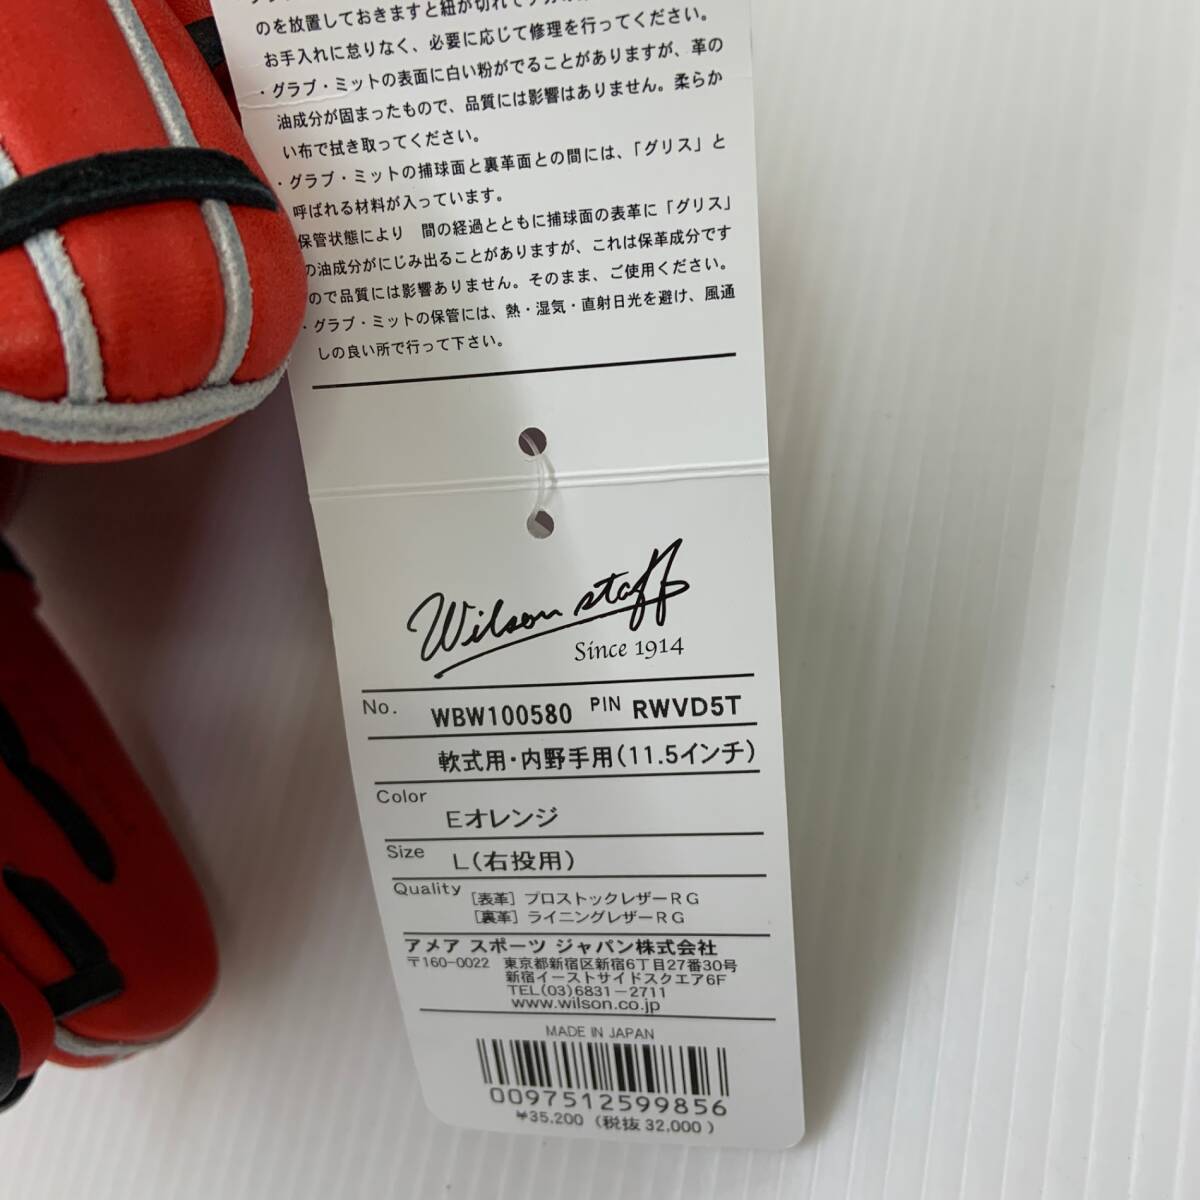 のを放置しておきますと紐が切れて
お手入れに怠りなく、必要に応じて修理を行ってください。
・グラブ・ミットの表面に白い粉がでることがありますが、革の
油成分が固まったもので、品質には影響はありません。柔らか
い布で拭き取ってください。
・グラブ・ミットの捕球面と裏革面との間には、「グリス」と
呼ばれる材料が入っています。
保管状態により 間の経過とともに捕球面の表革に「グリス」
の油成分がにじみ出ることがありますが、これは保革成分です
ので品質には影響ありません。そのまま、ご使用ください。
・グラブ・ミットの保管には、熱・湿気・直射日光を避け、風通
しの良い所で行って下さい。
Wilson staff
Since 1914
No. WBW100580 PIN RWVD5T
軟式用・内野手用(11.5インチ)
Color
Eオレンジ
Size L(右投用)
Quality [表革] プロストックレザーRG
[裏革] ライニングレザーRG
アメア スポーツ ジャパン株式会社
〒160-0022 東京都新宿区新宿6丁目27番30号
新宿イーストサイドスクエア6F
TEL(03)6831-2711
www.wilson.co.jp
MADE IN JAPAN
0097512599856
¥35,200 (税抜 32,000 )